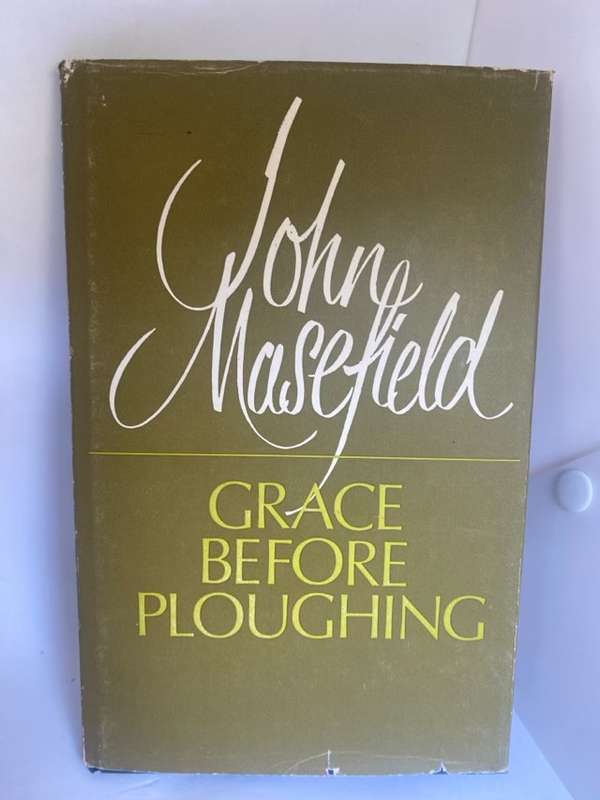 John
Masefield
GRACE
BEFORE
PLOUGHING